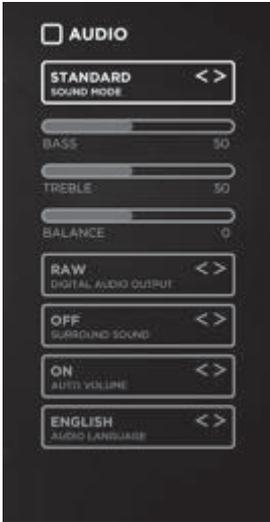 AUDIO
STANDARD < >
SOUND MODE
BASS 50
TREBLE 50
BALANCE 0
RAW < >
DIGITAL AUDIO OUTPUT
OFF < >
SURROUND SOUND
ON < >
AUTO VOLUME
ENGLISH < >
AUDIO LANGUAGE